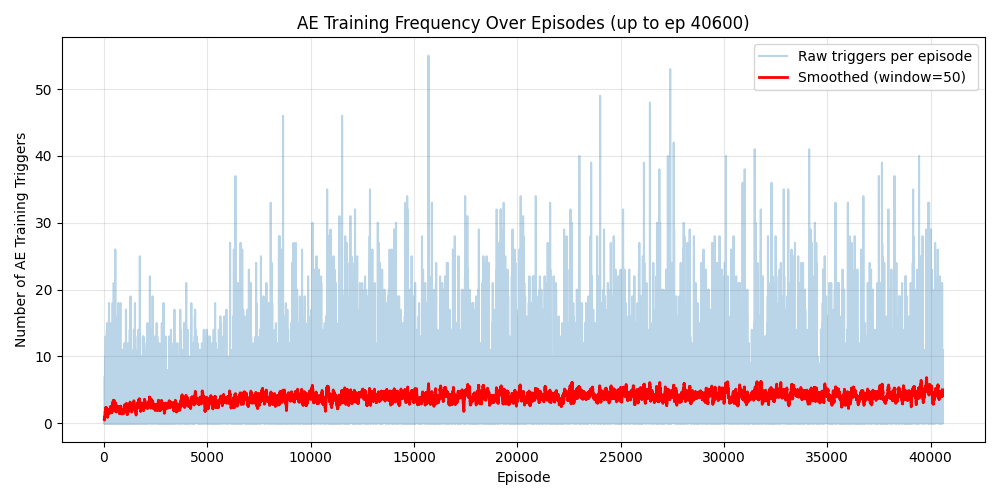 AE Training Frequency Over Episodes (up to ep 40600)
Raw triggers per episode
Smoothed (window=50)
Number of AE Training Triggers
50
40
30
20
10
0
0 5000 10000 15000 20000 25000 30000 35000 40000
Episode